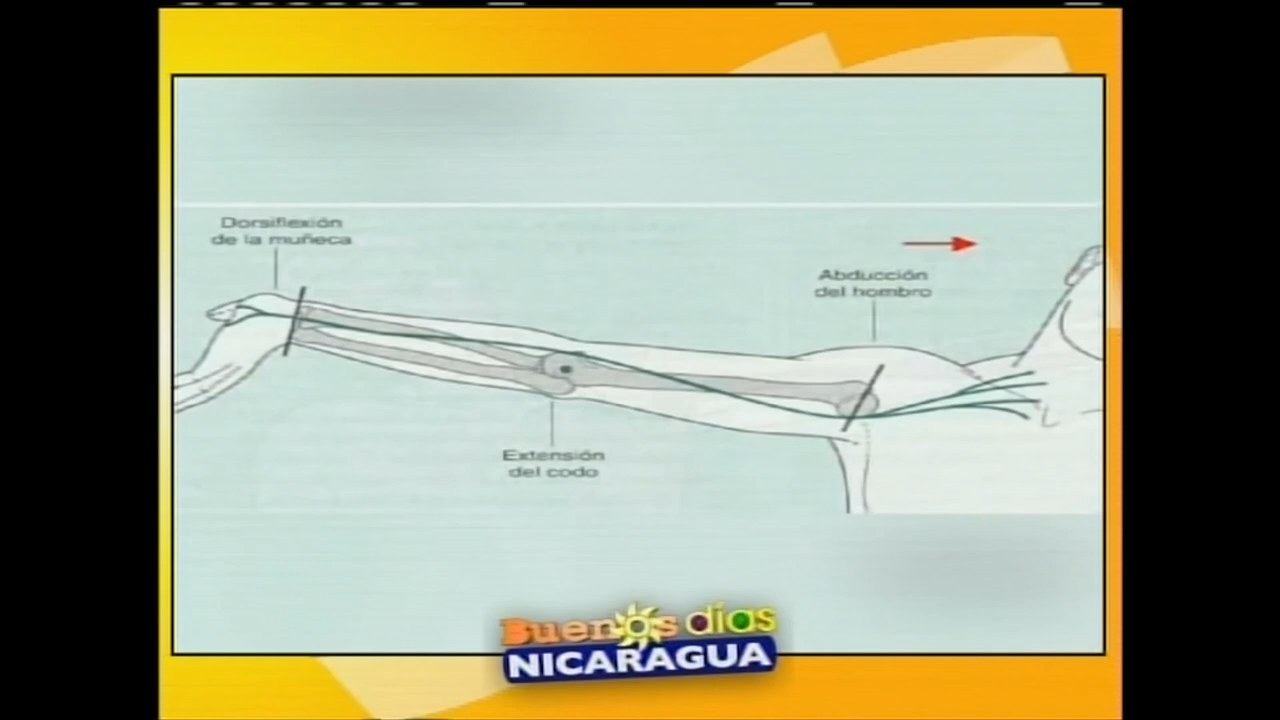 Dorsiflexión
de la muñeca
Abducción
del hombro
Extensión
del codo
Buenos días
NICARAGUA